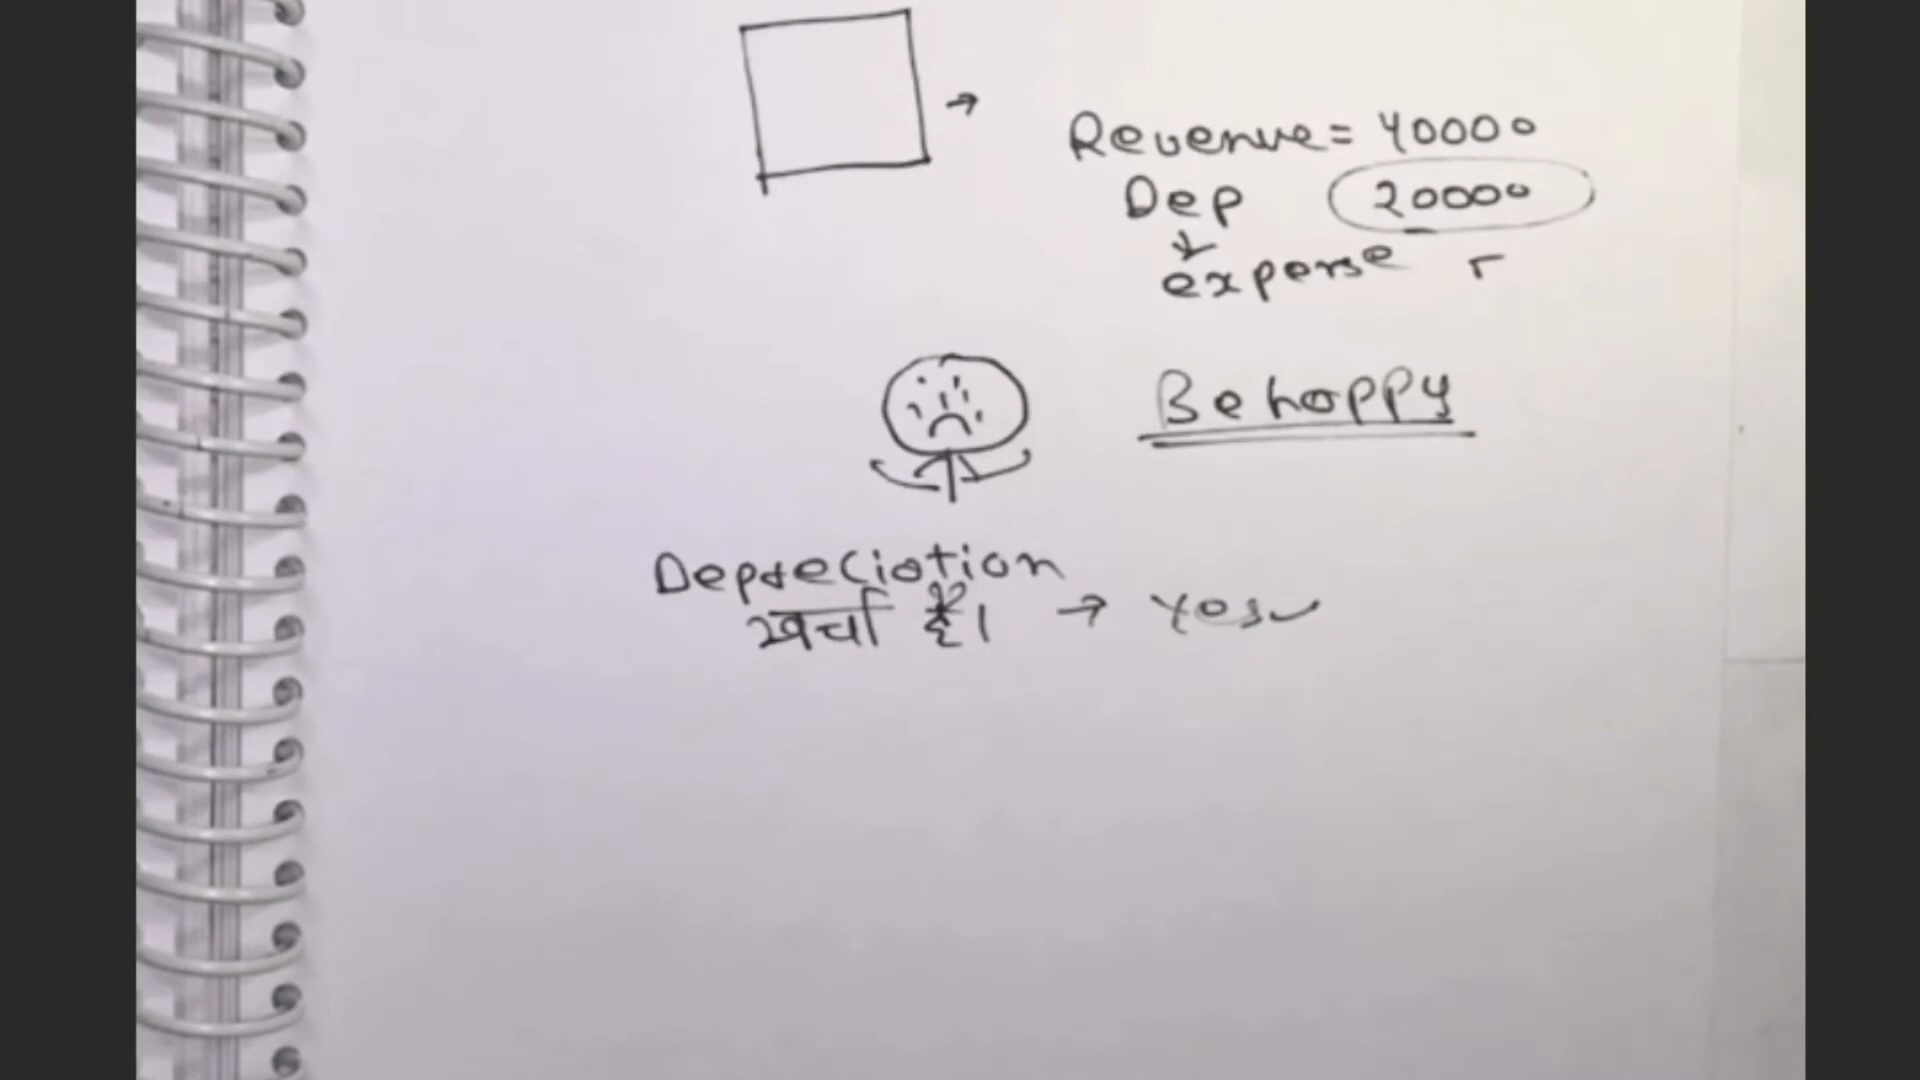 → Revenue = 40000
Dep 20000
↓
expense
Be happy
Depreciation
खर्चा है। → Yes